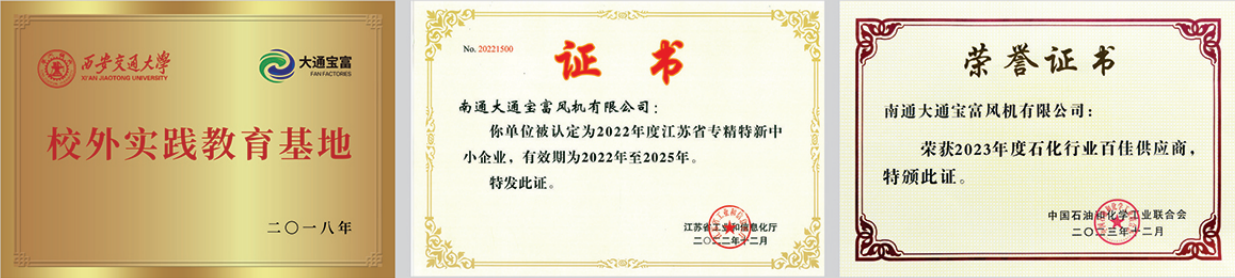 西安交通大学
XI'AN JIAOTONG UNIVERSITY
大通宝富
FAN FACTORIES
校外实践教育基地
二〇一八年
No. 20221500
证 书
南通大通宝富风机有限公司：
你单位被认定为2022年度江苏省专精特新中
小企业，有效期为2022年至2025年。
特发此证。
江苏省工业和信息化厅
二〇二二年十二月
荣誉证书
南通大通宝富风机有限公司：
荣获2023年度石化行业百佳供应商，
特颁此证。
中国石油和化学工业联合会
二〇二三年十二月